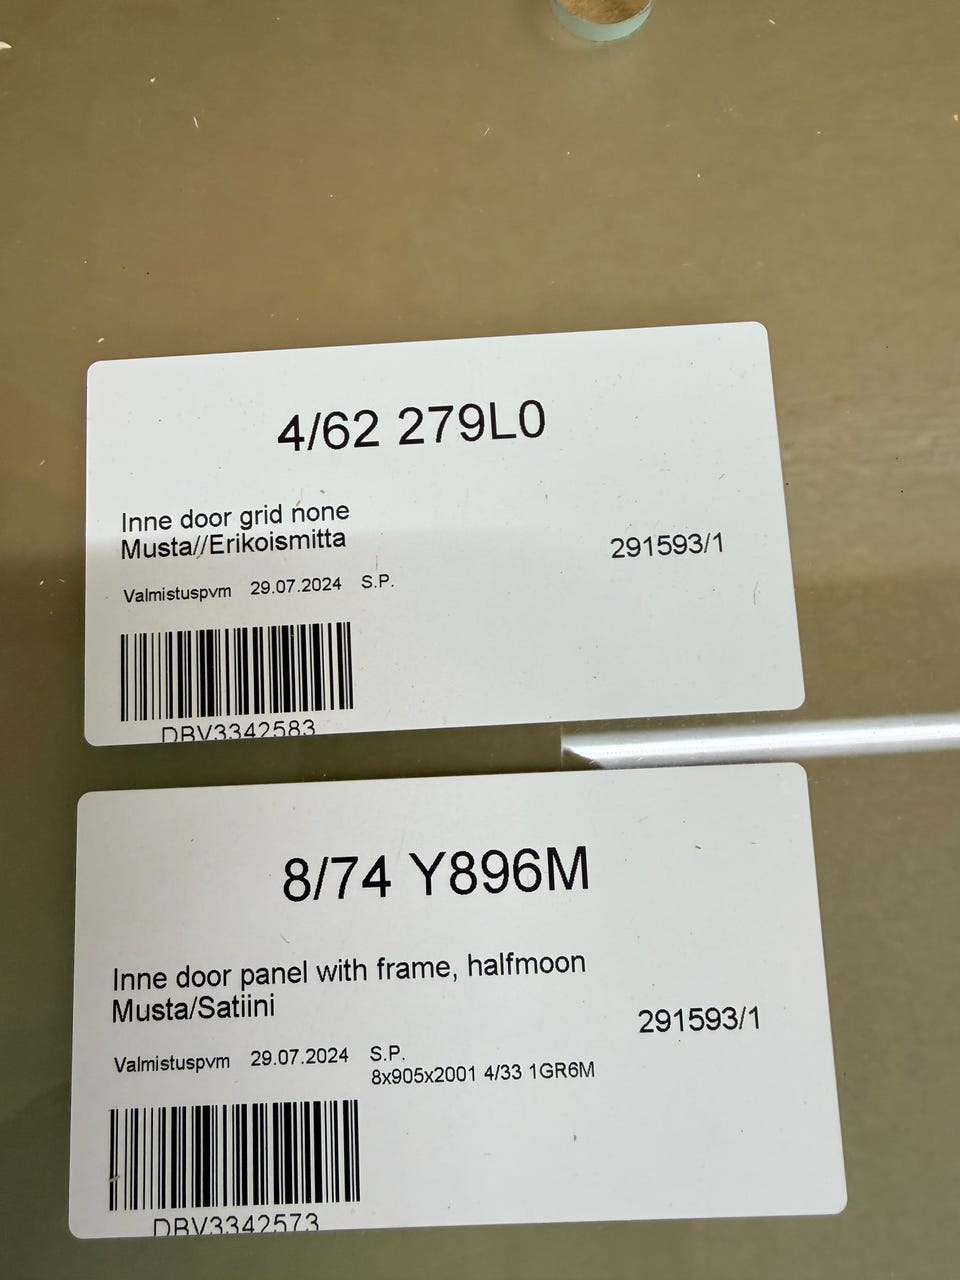 4/62 279L0
Inne door grid none
Musta//Erikoismitta
291593/1
Valmistuspvm 29.07.2024 S.P.
DBV3342583
8/74 Y896M
Inne door panel with frame, halfmoon
Musta/Satiini
291593/1
Valmistuspvm 29.07.2024 S.P.
8x905x2001 4/33 1GR6M
DBV3342573